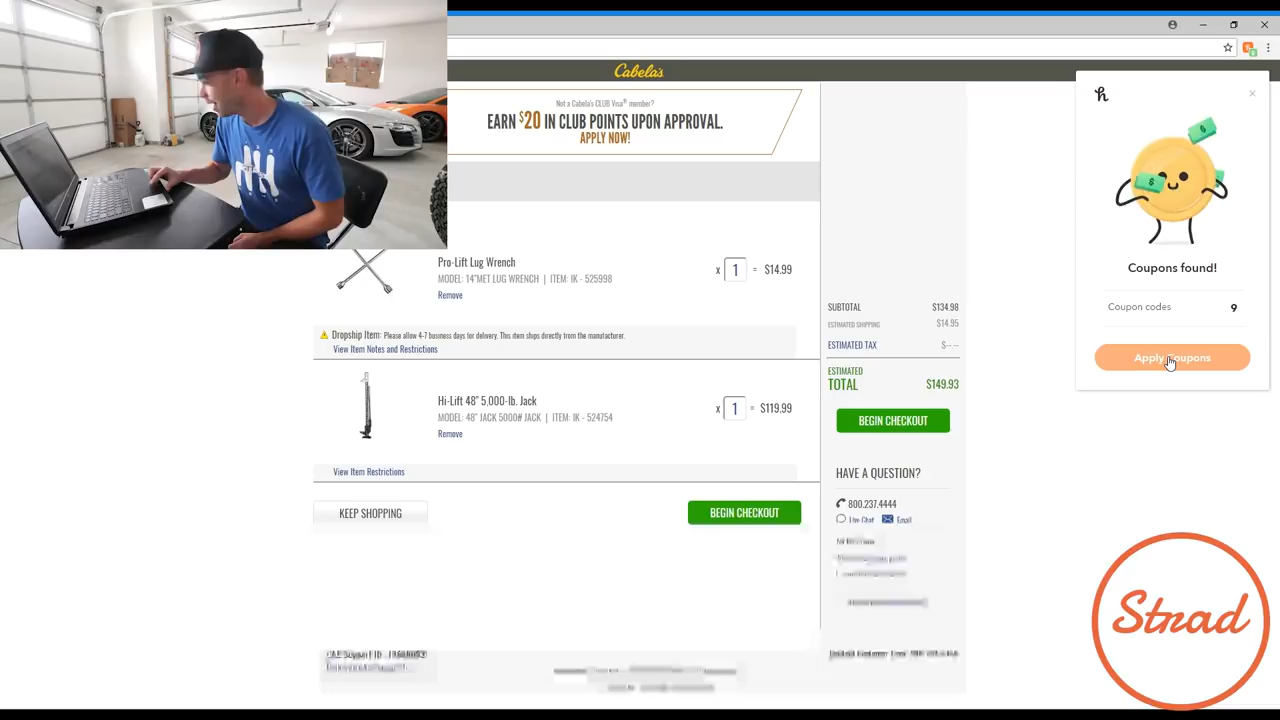 Cabela's
Not a Cabela's CLUB Visa® member?
EARN $20 IN CLUB POINTS UPON APPROVAL.
APPLY NOW!
h
Coupons found!
Coupon codes 9
Apply Coupons
Pro-Lift Lug Wrench
MODEL: 14"MET LUG WRENCH | ITEM: IK - 525998
Remove
x 1 = $14.99
Dropship Item: Please allow 4-7 business days for delivery. This item ships directly from the manufacturer.
View Item Notes and Restrictions
Hi-Lift 48" 5,000-lb. Jack
MODEL: 48" JACK 5000# JACK | ITEM: IK - 524754
Remove
x 1 = $119.99
View Item Restrictions
KEEP SHOPPING
BEGIN CHECKOUT
SUBTOTAL $134.98
ESTIMATED SHIPPING $14.95
ESTIMATED TAX $--.--
ESTIMATED
TOTAL $149.93
BEGIN CHECKOUT
HAVE A QUESTION?
800.237.4444
Live Chat Email
Strad